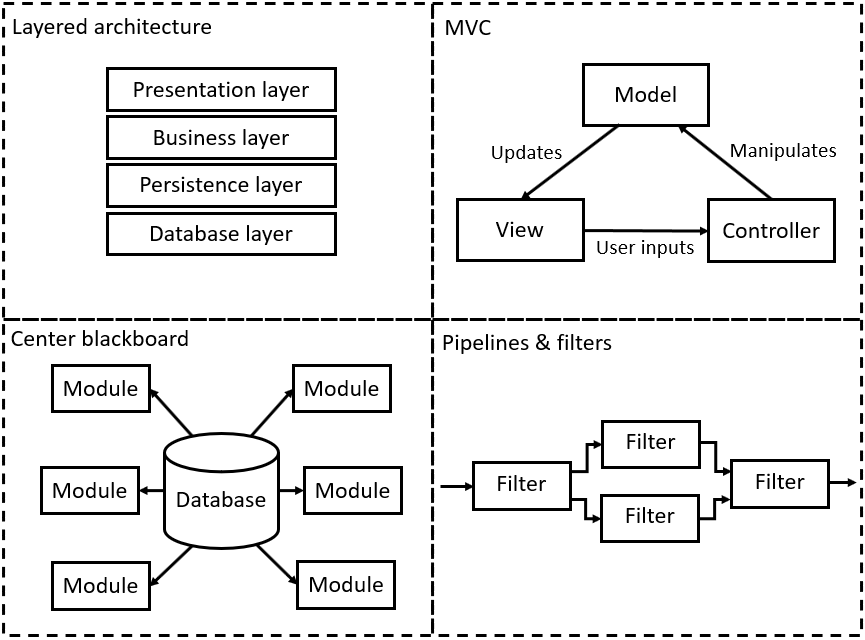 Layered architecture
Presentation layer
Business layer
Persistence layer
Database layer
MVC
Model
Updates
Manipulates
View
User inputs
Controller
Center blackboard
Module
Module
Module
Database
Module
Module
Module
Pipelines & filters
Filter
Filter
Filter
Filter